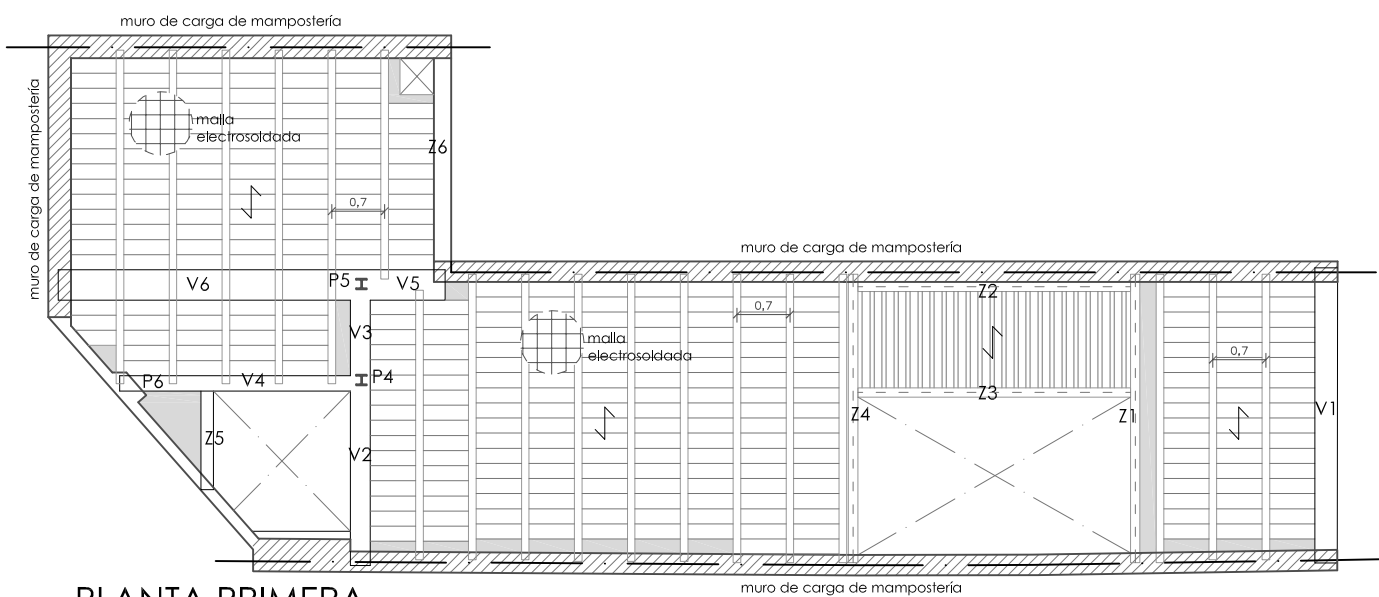 muro de carga de mampostería
muro de carga de mampostería
malla
electrosoldada
Z6
0,7
muro de carga de mampostería
V6
P5
V5
Z2
0,7
V3
malla
electrosoldada
0,7
P6
V4
P4
Z3
Z4
Z1
V1
Z5
V2
muro de carga de mampostería
PLANTA PRIMERA